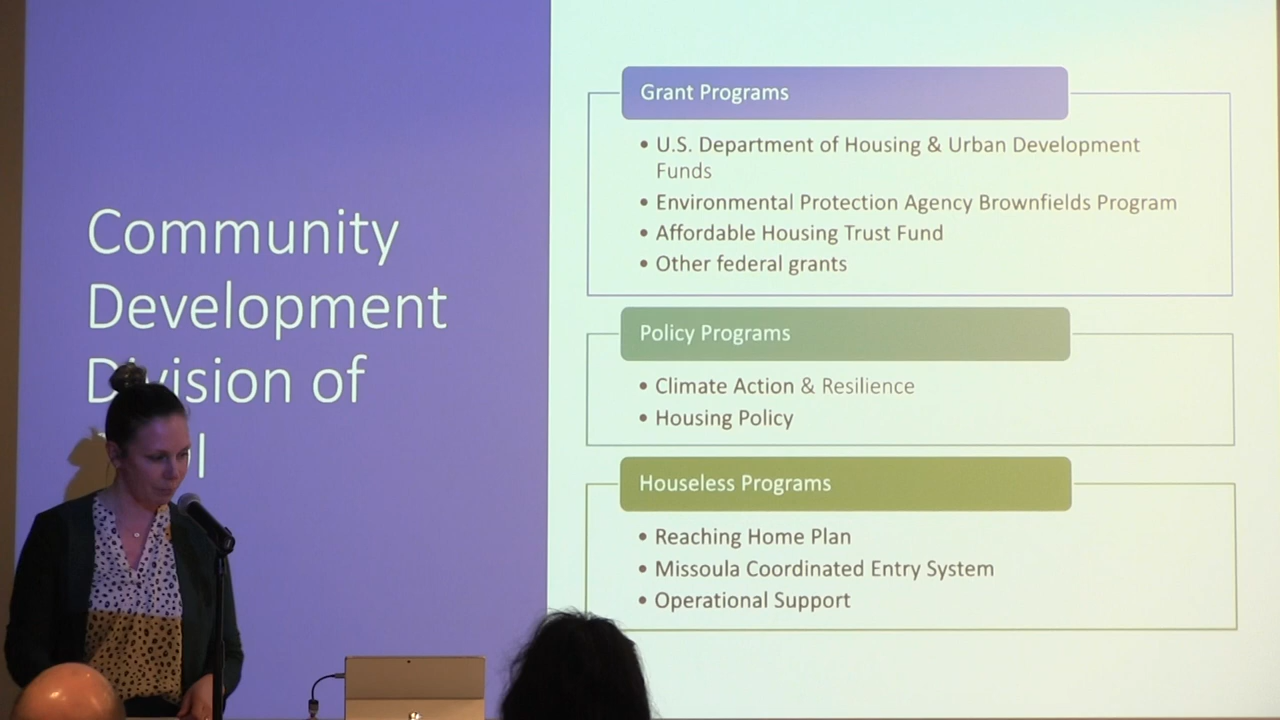 Community
Development
Division of
Grant Programs
• U.S. Department of Housing & Urban Development
Funds
• Environmental Protection Agency Brownfields Program
• Affordable Housing Trust Fund
• Other federal grants
Policy Programs
• Climate Action & Resilience
• Housing Policy
Houseless Programs
• Reaching Home Plan
• Missoula Coordinated Entry System
• Operational Support